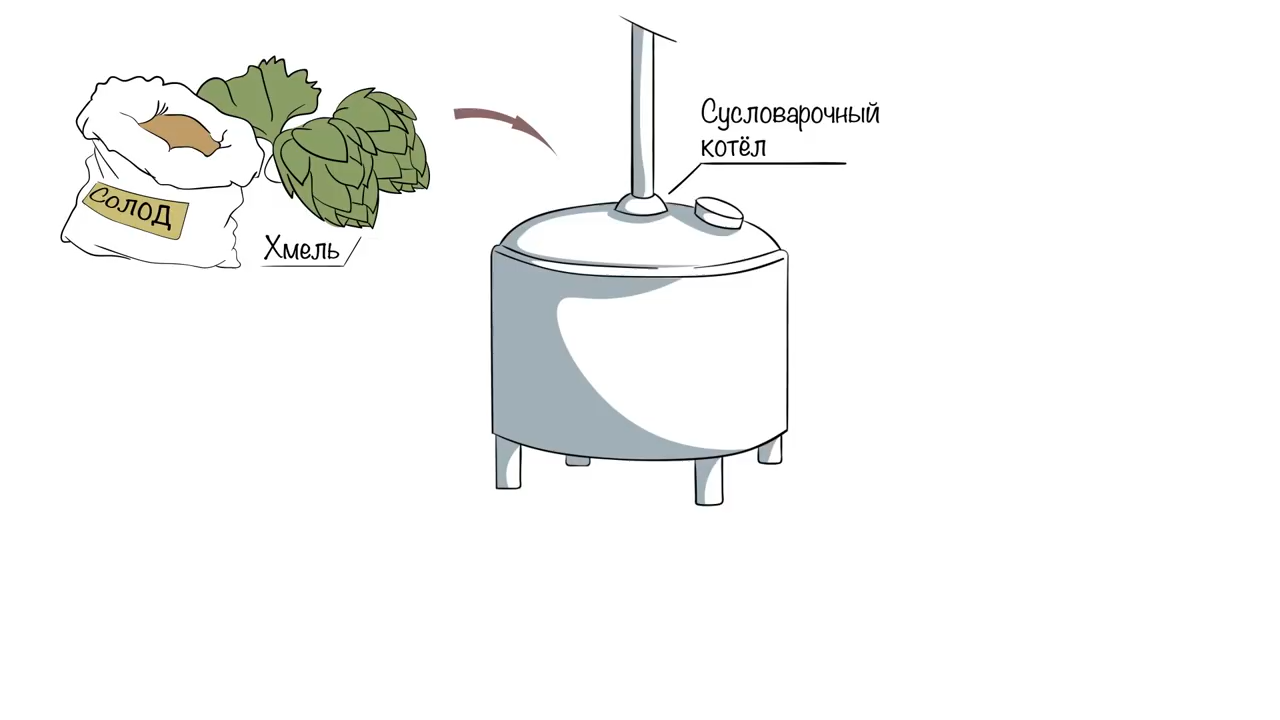 Солод
Хмель
Сусловарочный
котёл